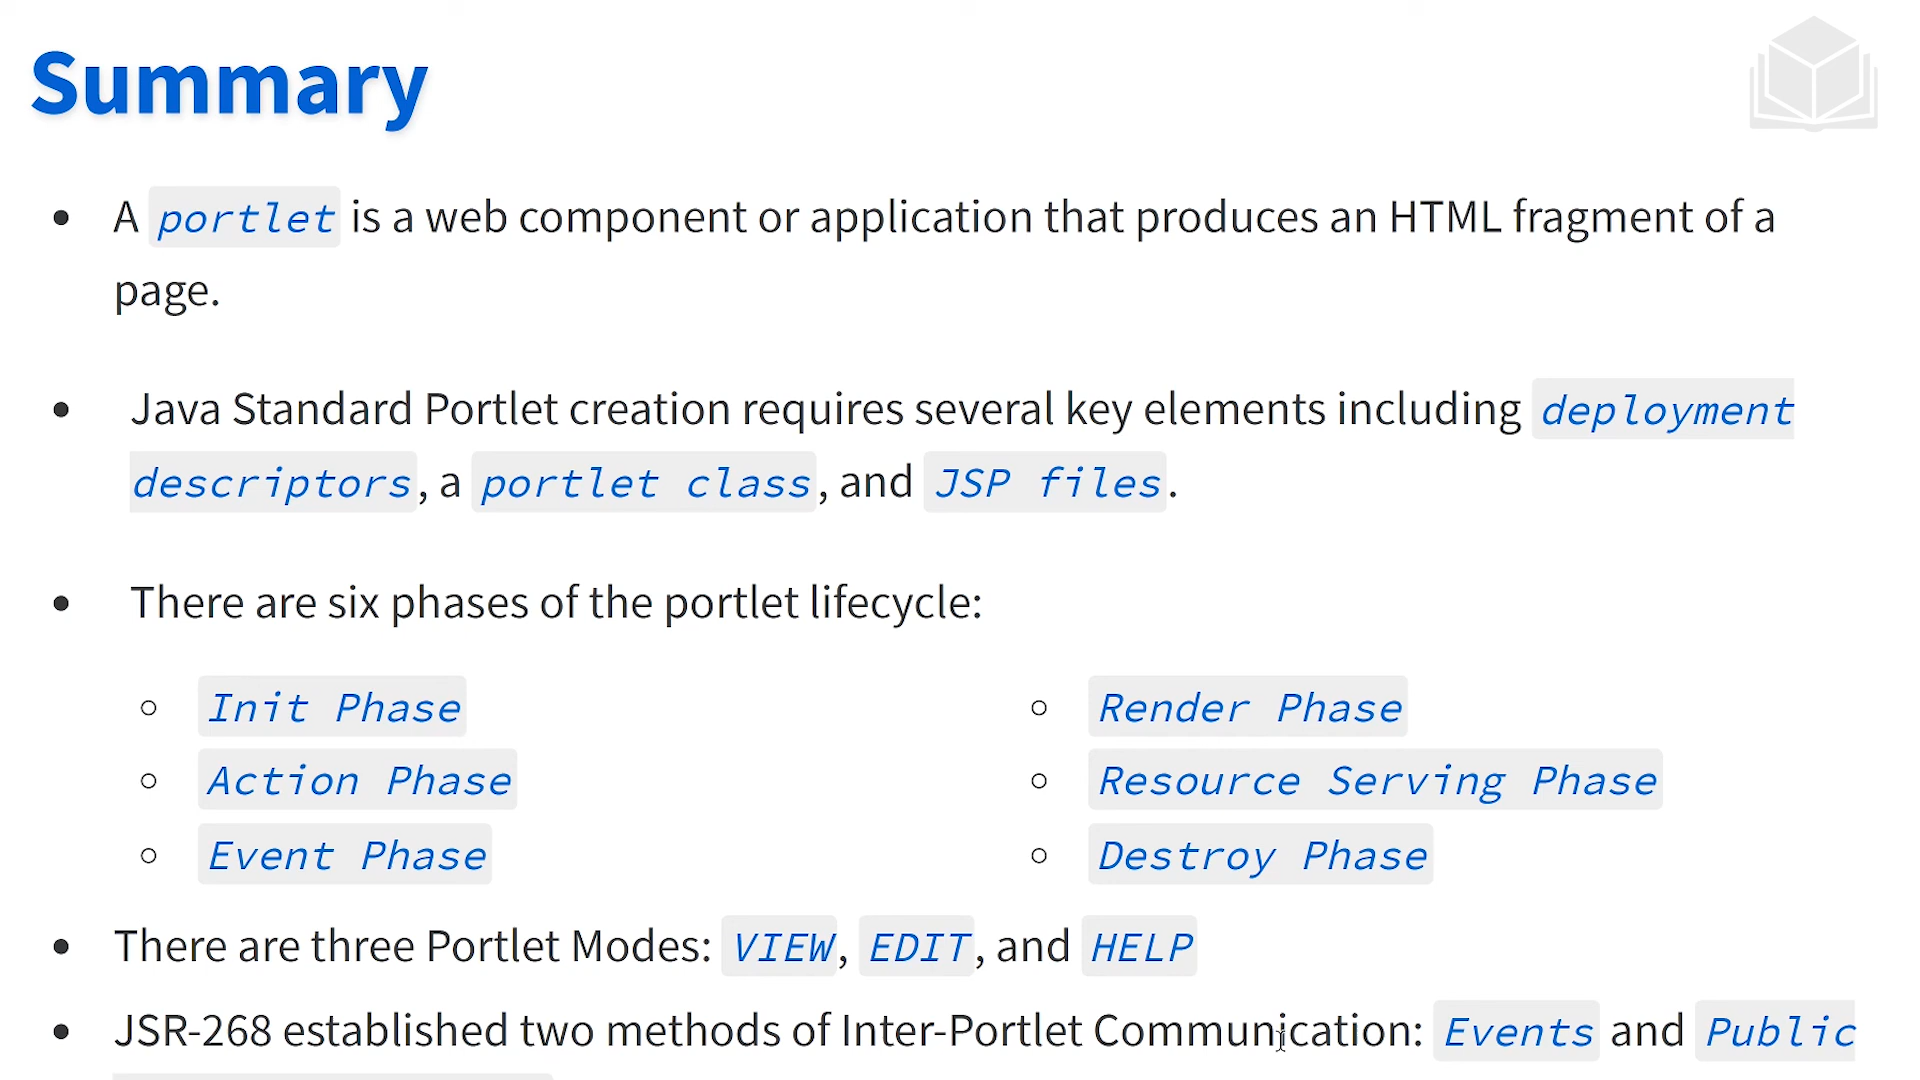 Summary
A portlet is a web component or application that produces an HTML fragment of a
page.
Java Standard Portlet creation requires several key elements including deployment
descriptors, a portlet class, and JSP files.
There are six phases of the portlet lifecycle:
Init Phase
Action Phase
Event Phase
Render Phase
Resource Serving Phase
Destroy Phase
There are three Portlet Modes: VIEW, EDIT, and HELP
JSR-268 established two methods of Inter-Portlet Communication: Events and Public